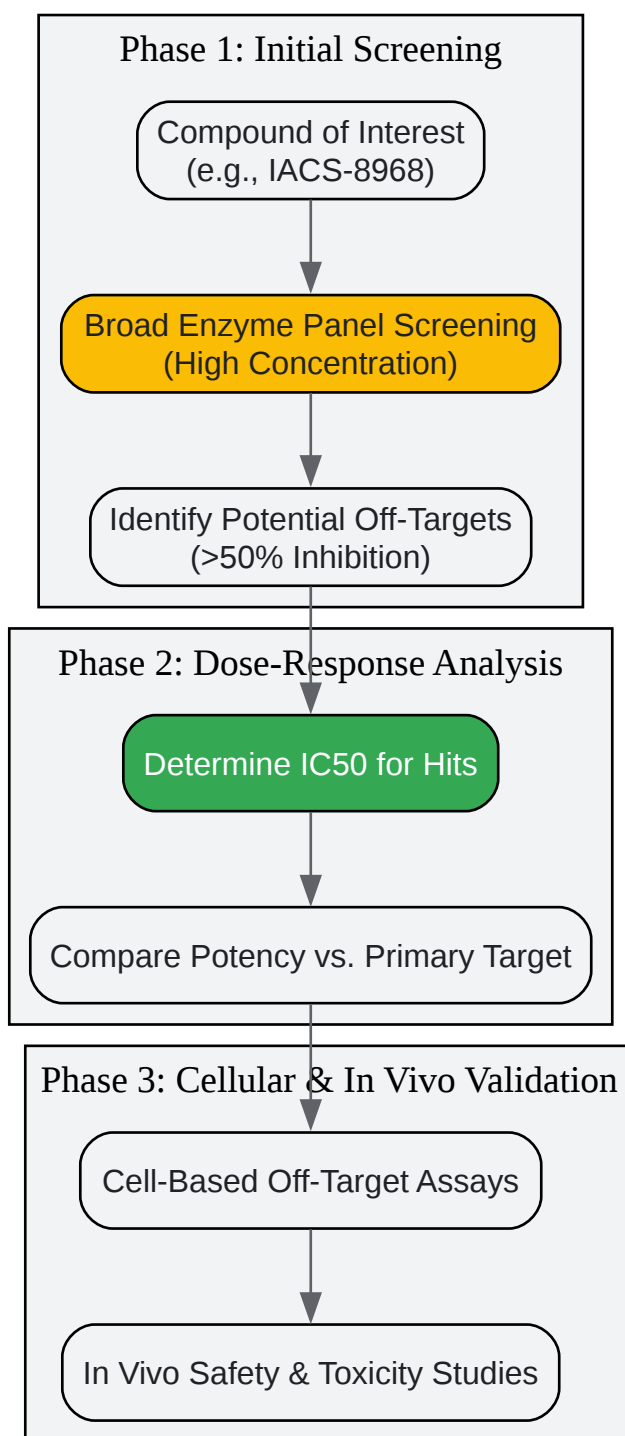 Phase 1: Initial Screening
Compound of Interest
(e.g., IACS-8968)
Broad Enzyme Panel Screening
(High Concentration)
Identify Potential Off-Targets
(>50% Inhibition)
Phase 2: Dose-Response Analysis
Determine IC50 for Hits
Compare Potency vs. Primary Target
Phase 3: Cellular & In Vivo Validation
Cell-Based Off-Target Assays
In Vivo Safety & Toxicity Studies